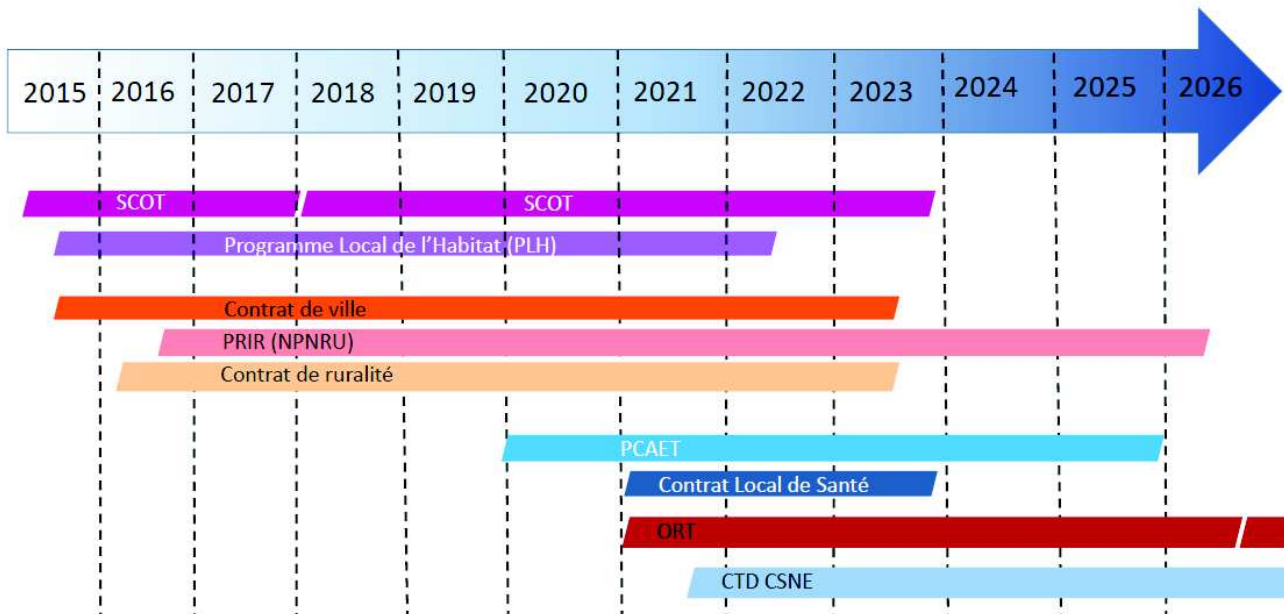 2015 2016 2017 2018 2019 2020 2021 2022 2023 2024 2025 2026
SCOT SCOT
Programme Local de l'Habitat (PLH)
Contrat de ville
PRIR (NPNRU)
Contrat de ruralité
PCAET
Contrat Local de Santé
ORT
CTD CSNE